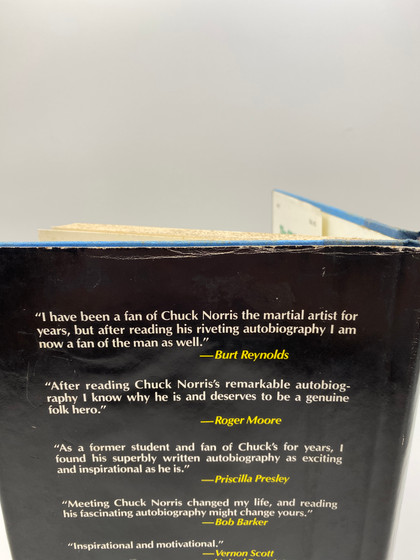 “I have been a fan of Chuck Norris the martial artist for
years, but after reading his riveting autobiography I am
now a fan of the man as well.”
—Burt Reynolds
“After reading Chuck Norris’s remarkable autobiog-
raphy I know why he is and deserves to be a genuine
folk hero.”
—Roger Moore
“As a former student and fan of Chuck’s for years, I
found his superbly written autobiography as exciting
and inspirational as he is.”
—Priscilla Presley
“Meeting Chuck Norris changed my life, and reading
his fascinating autobiography might change yours.”
—Bob Barker
“Inspirational and motivational.”
—Vernon Scott